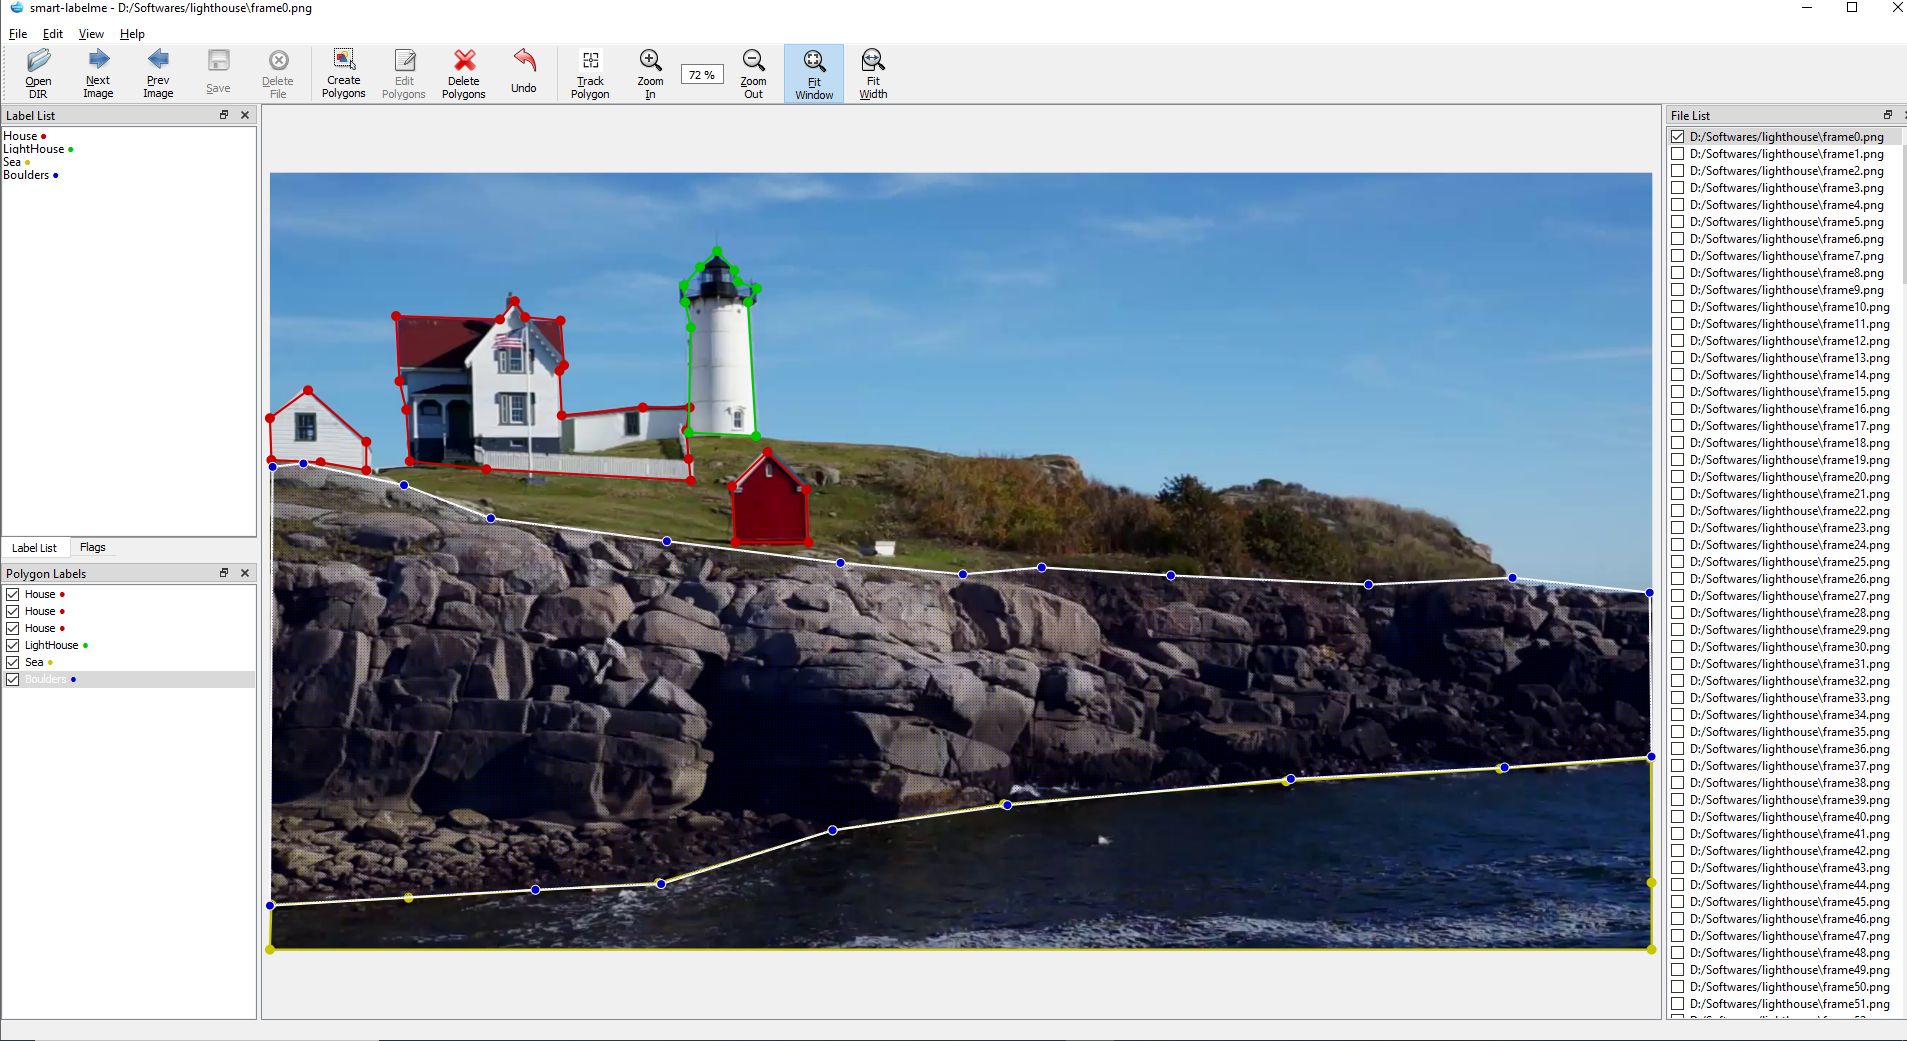 smart-labelme - D:/Softwares/lighthouse\frame0.png
File Edit View Help
Open DIR
Next Image
Prev Image
Save
Delete File
Create Polygons
Edit Polygons
Delete Polygons
Undo
Track Polygon
Zoom In
72 %
Zoom Out
Fit Window
Fit Width
Label List
House
LightHouse
Sea
Boulders
Label List Flags
Polygon Labels
House
House
House
LightHouse
Sea
Boulders
File List
D:/Softwares/lighthouse\frame0.png
D:/Softwares/lighthouse\frame1.png
D:/Softwares/lighthouse\frame2.png
D:/Softwares/lighthouse\frame3.png
D:/Softwares/lighthouse\frame4.png
D:/Softwares/lighthouse\frame5.png
D:/Softwares/lighthouse\frame6.png
D:/Softwares/lighthouse\frame7.png
D:/Softwares/lighthouse\frame8.png
D:/Softwares/lighthouse\frame9.png
D:/Softwares/lighthouse\frame10.png
D:/Softwares/lighthouse\frame11.png
D:/Softwares/lighthouse\frame12.png
D:/Softwares/lighthouse\frame13.png
D:/Softwares/lighthouse\frame14.png
D:/Softwares/lighthouse\frame15.png
D:/Softwares/lighthouse\frame16.png
D:/Softwares/lighthouse\frame17.png
D:/Softwares/lighthouse\frame18.png
D:/Softwares/lighthouse\frame19.png
D:/Softwares/lighthouse\frame20.png
D:/Softwares/lighthouse\frame21.png
D:/Softwares/lighthouse\frame22.png
D:/Softwares/lighthouse\frame23.png
D:/Softwares/lighthouse\frame24.png
D:/Softwares/lighthouse\frame25.png
D:/Softwares/lighthouse\frame26.png
D:/Softwares/lighthouse\frame27.png
D:/Softwares/lighthouse\frame28.png
D:/Softwares/lighthouse\frame29.png
D:/Softwares/lighthouse\frame30.png
D:/Softwares/lighthouse\frame31.png
D:/Softwares/lighthouse\frame32.png
D:/Softwares/lighthouse\frame33.png
D:/Softwares/lighthouse\frame34.png
D:/Softwares/lighthouse\frame35.png
D:/Softwares/lighthouse\frame36.png
D:/Softwares/lighthouse\frame37.png
D:/Softwares/lighthouse\frame38.png
D:/Softwares/lighthouse\frame39.png
D:/Softwares/lighthouse\frame40.png
D:/Softwares/lighthouse\frame41.png
D:/Softwares/lighthouse\frame42.png
D:/Softwares/lighthouse\frame43.png
D:/Softwares/lighthouse\frame44.png
D:/Softwares/lighthouse\frame45.png
D:/Softwares/lighthouse\frame46.png
D:/Softwares/lighthouse\frame47.png
D:/Softwares/lighthouse\frame48.png
D:/Softwares/lighthouse\frame49.png
D:/Softwares/lighthouse\frame50.png
D:/Softwares/lighthouse\frame51.png